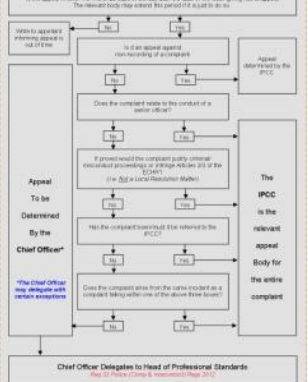 The relevant body may extend this period if it is just to do so
No
Yes
Write to appellant
informing appeal is
out of time
Is it an appeal against
non recording of a complaint
Appeal
determined by the
IPCC
No
Yes
Does the complaint relate to the conduct of a
senior officer?
No
Yes
If proved would the complaint justify criminal/
misconduct proceedings or infringe Articles 2/3 of the
ECHR?
(i.e. Not a Local Resolution Matter)
No
Yes
Has the complaint been/must it be referred to the
IPCC?
No
Yes
Does the complaint arise from the same incident as a
complaint falling within one of the above three boxes?
No
Yes
Appeal
To be
Determined
By the
Chief Officer*
*The Chief Officer
may delegate with
certain exceptions
The
IPCC
is the
relevant
appeal
Body for
the entire
complaint
Chief Officer Delegates to Head of Professional Standards
Police
Regs 2012